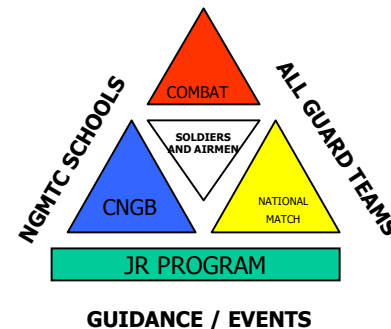 COMBAT
NGMTC SCHOOLS
ALL GUARD TEAMS
SOLDIERS
AND AIRMEN
CNGB
NATIONAL
MATCH
JR PROGRAM
GUIDANCE / EVENTS